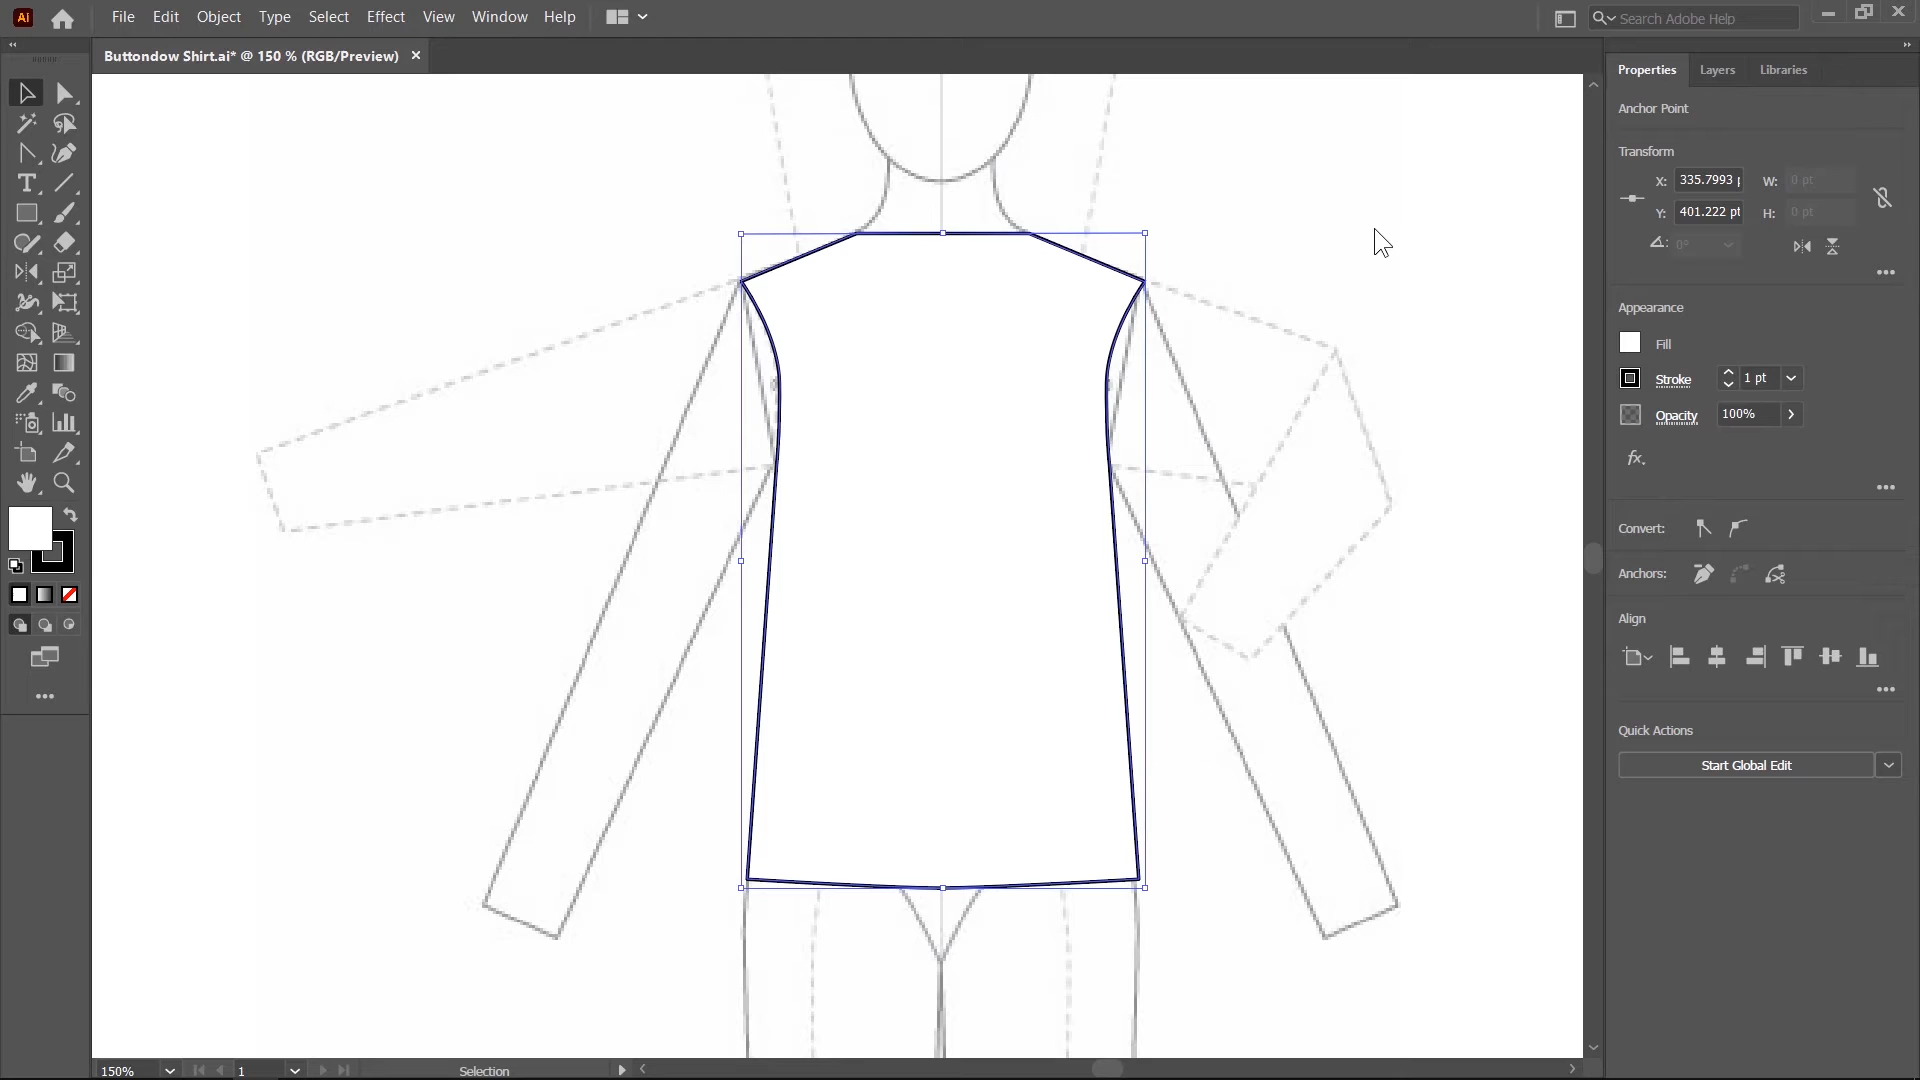 Ai File Edit Object Type Select Effect View Window Help Search Adobe Help
Buttondow Shirt.ai* @ 150 % (RGB/Preview) ×
Properties Layers Libraries
Anchor Point
Transform
X: 335.7993 W: 0 pt
Y: 401.222 pt H: 0 pt
0°
Appearance
Fill
Stroke 1 pt
Opacity 100%
fx.
Convert:
Anchors:
Align
Quick Actions
Start Global Edit
150% 1 Selection